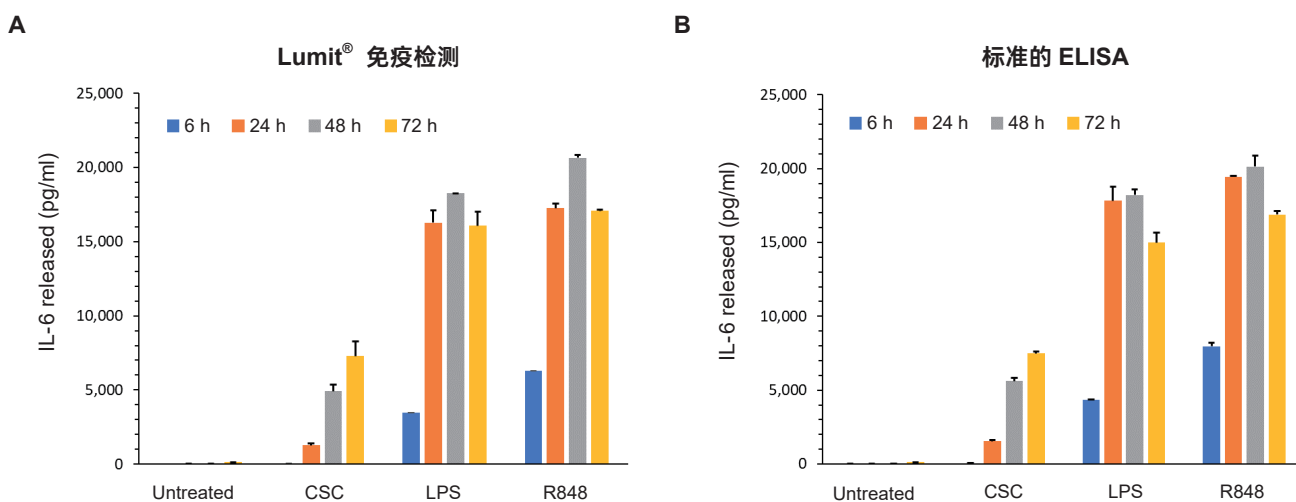 A
Lumit® 免疫检测
25,000
20,000
15,000
10,000
5,000
0
IL-6 released (pg/ml)
6 h 24 h 48 h 72 h
Untreated CSC LPS R848
B
标准的 ELISA
25,000
20,000
15,000
10,000
5,000
0
IL-6 released (pg/ml)
6 h 24 h 48 h 72 h
Untreated CSC LPS R848